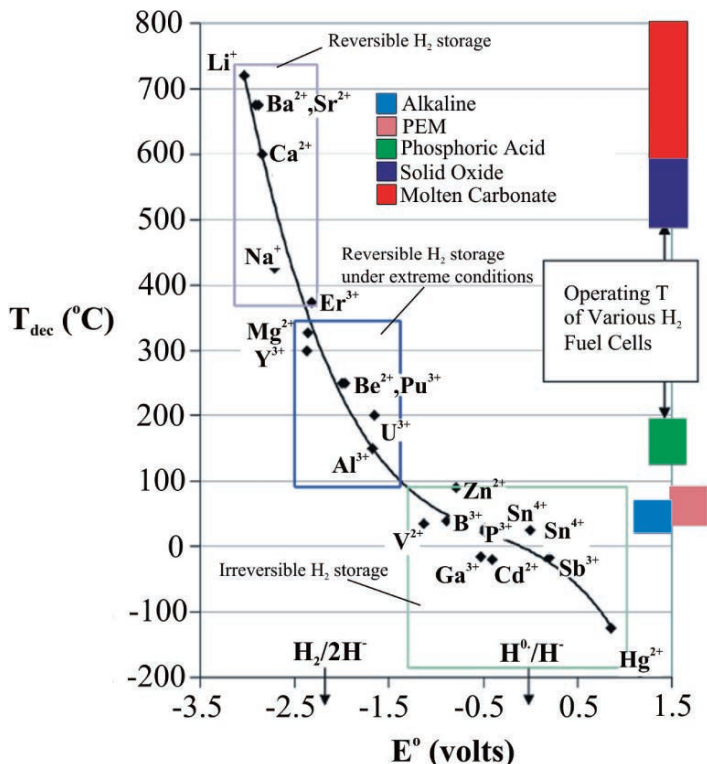 Reversible H₂ storage
800
700
600
500
400
300
200
100
0
-100
-200
T_dec (°C)
Li⁺
Ba²⁺,Sr²⁺
Ca²⁺
Na⁺
Er³⁺
Mg²⁺
Y³⁺
Be²⁺,Pu³⁺
U³⁺
Al³⁺
Zn²⁺
B³⁺
V²⁺
P³⁺
Sn⁴⁺
Sn⁴⁺
Ga³⁺
Cd²⁺
Sb³⁺
Hg²⁺
Alkaline
PEM
Phosphoric Acid
Solid Oxide
Molten Carbonate
Reversible H₂ storage
under extreme conditions
Operating T
of Various H₂
Fuel Cells
Irreversible H₂ storage
H₂/2H⁻
H⁰·/H⁻
-3.5
-2.5
-1.5
-0.5
0.5
1.5
E° (volts)